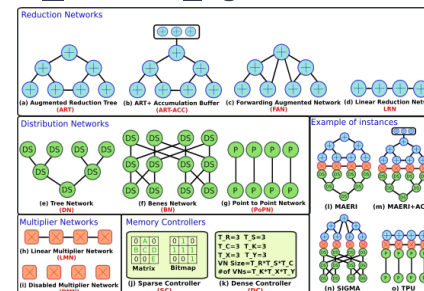 Reduction Networks
(a) Augmented Reduction Tree
(ART)
(b) ART+ Accumulation Buffer
(ART-ACC)
(c) Forwarding Augmented Network
(FAN)
(d) Linear Reduction Netw
LRN
Distribution Networks
DS DS DS DS
DS DS
DS
(e) Tree Network
(DN)
DS DS DS DS
DS DS DS DS
(f) Benes Network
(BN)
P P P P
P P P P
(g) Point to Point Network
(PoPN)
Example of instances
(l) MAERI
(m) MAERI+AC
(n) SIGMA
(o) TPU
Multiplier Networks
(h) Linear Multiplier Network
(LMN)
(i) Disabled Multiplier Network
Memory Controllers
0 A 0
B C D
0 0 E
Matrix
0 1 0
1 1 1
0 0 1
Bitmap
(j) Sparse Controller
(SC)
T_R=3 T_S=3
T_C=3 T_K=3
T_X=3 T_Y=3
VN Size=T_R*T_S*T_C
#of VNs=T_K*T_X*T_Y
(k) Dense Controller
(DC)